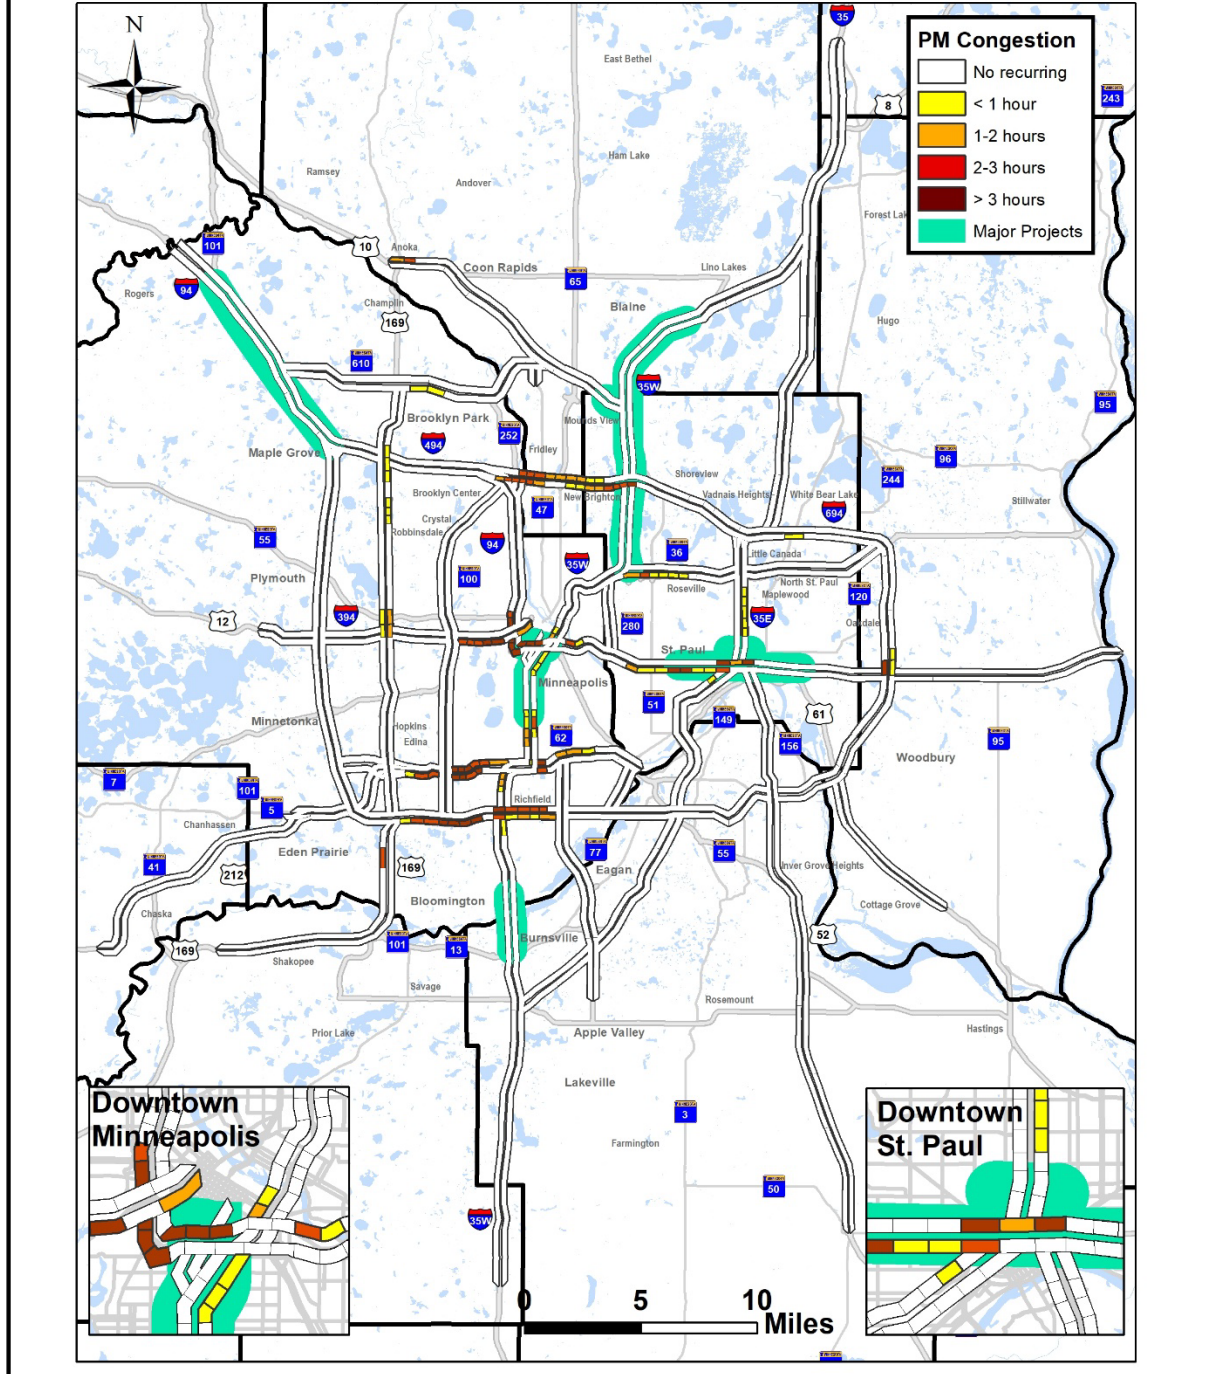 N
35
PM Congestion
No recurring
< 1 hour
1-2 hours
2-3 hours
> 3 hours
Major Projects
East Bethel
8
243
Ham Lake
Ramsey
Andover
Forest Lak
101
10
Anoka
Coon Rapids
65
Lino Lakes
94
Rogers
Champlin
169
Blaine
Hugo
610
35W
95
Brooklyn Park
Mounds View
252
494
Fridley
Maple Grove
96
Shoreview
244
Brooklyn Center
New Brighton
Vadnais Heights
White Bear Lake
Stillwater
47
694
Crystal
Robbinsdale
55
94
36
Little Canada
35W
Plymouth
100
Roseville
North St. Paul
Maplewood
120
12
394
280
35E
Oakdale
St. Paul
Minneapolis
51
Minnetonka
Hopkins
149
61
Edina
62
156
95
Woodbury
7
101
5
Richfield
Chanhassen
Eden Prairie
77
55
41
212
169
Eagan
Inver Grove Heights
Chaska
Bloomington
Cottage Grove
169
101
13
Burnsville
52
Shakopee
Savage
Rosemount
Prior Lake
Apple Valley
Hastings
Lakeville
Downtown
Minneapolis
3
Downtown
St. Paul
Farmington
50
35W
0 5 10
Miles